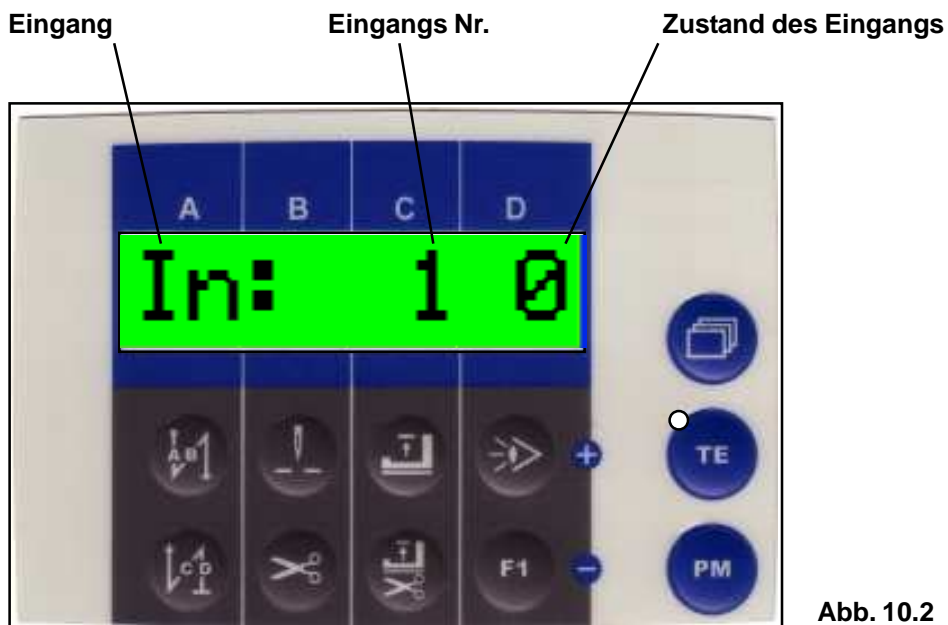 Eingang Eingangs Nr. Zustand des Eingangs
A B C D
In: 1 0
A B
+
TE
C D
F1
-
PM
Abb. 10.2